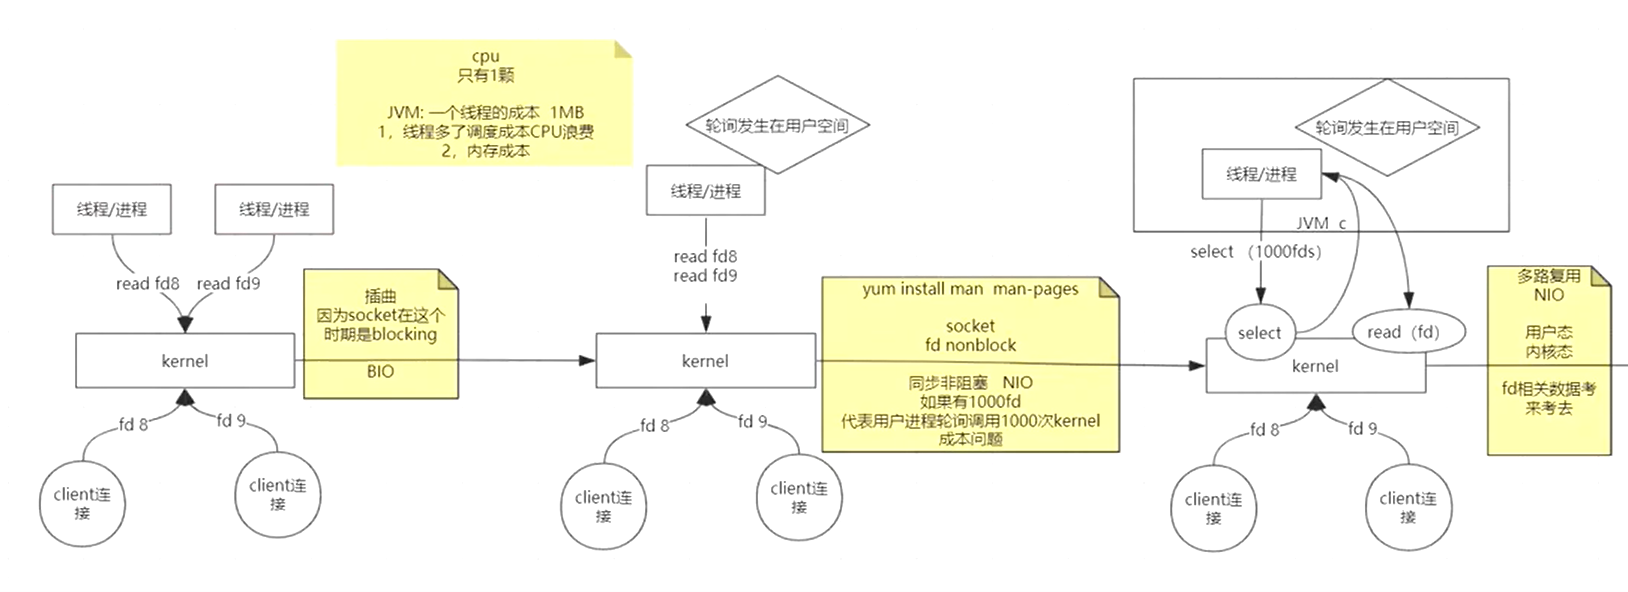 cpu
只有1颗
JVM: 一个线程的成本 1MB
1，线程多了调度成本CPU浪费
2，内存成本
线程/进程
线程/进程
read fd8
read fd9
插曲
因为socket在这个
时期是blocking
BIO
kernel
fd 8
fd 9
client连
接
client连
接
轮询发生在用户空间
线程/进程
read fd8
read fd9
kernel
fd 8
fd 9
client连
接
client连
接
yum install man man-pages
socket
fd nonblock
同步非阻塞 NIO
如果有1000fd
代表用户进程轮询调用1000次kernel
成本问题
轮询发生在用户空间
线程/进程
JVM c
select （1000fds）
select
read（fd）
kernel
fd 8
fd 9
client连
接
client连
接
多路复用
NIO
用户态
内核态
fd相关数据考
来考去